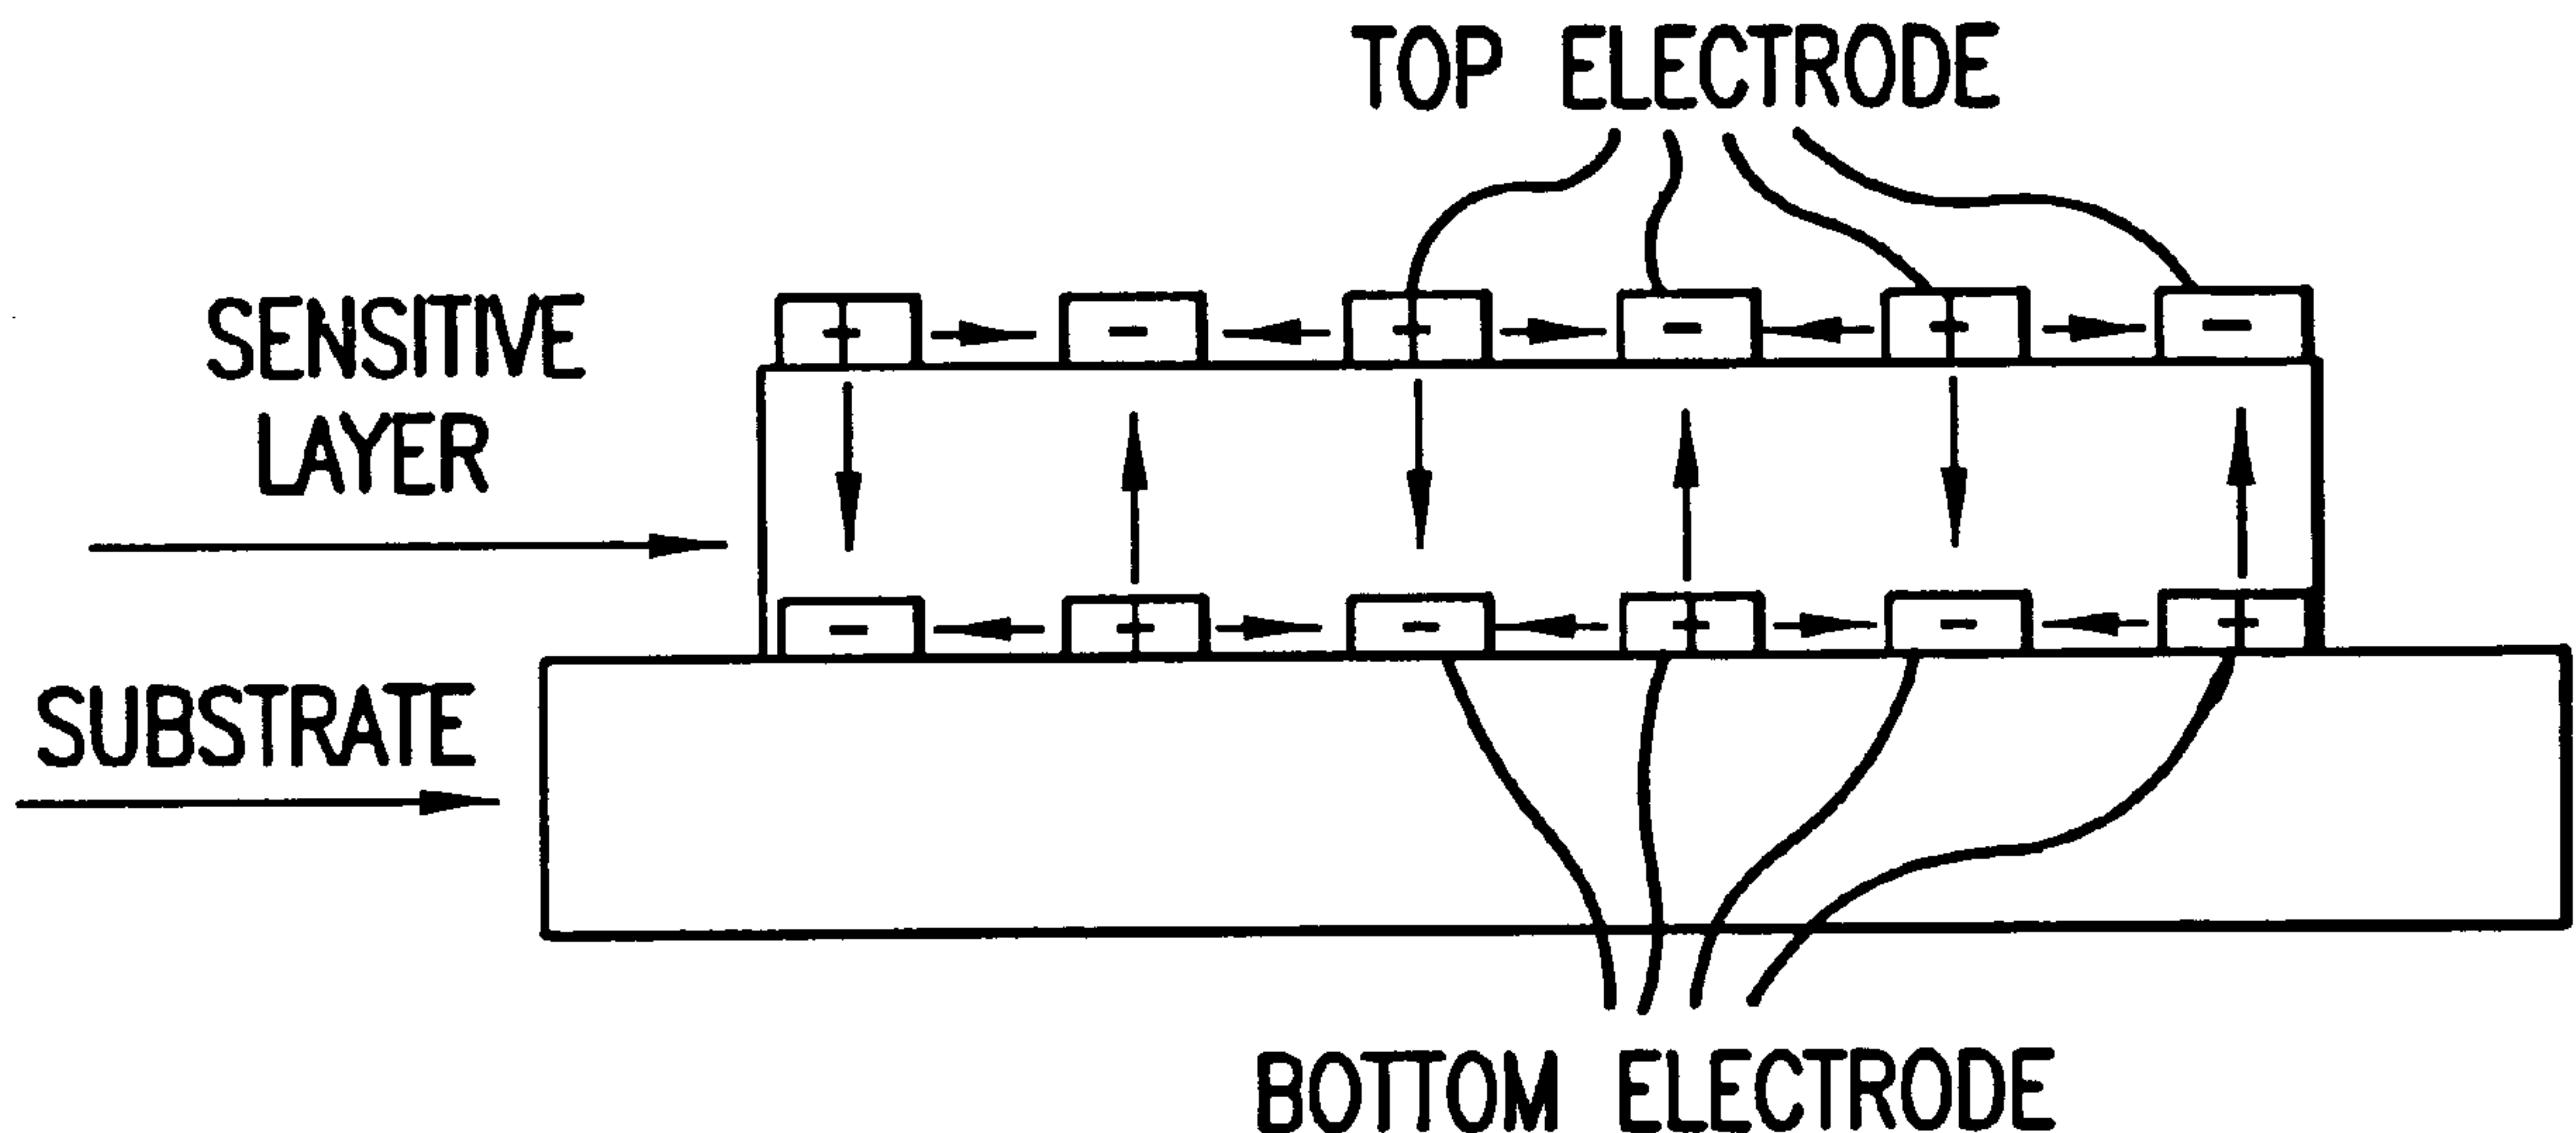 TOP ELECTRODE
SENSITIVE
LAYER
+ - + - + -
- + - + - +
SUBSTRATE
BOTTOM ELECTRODE